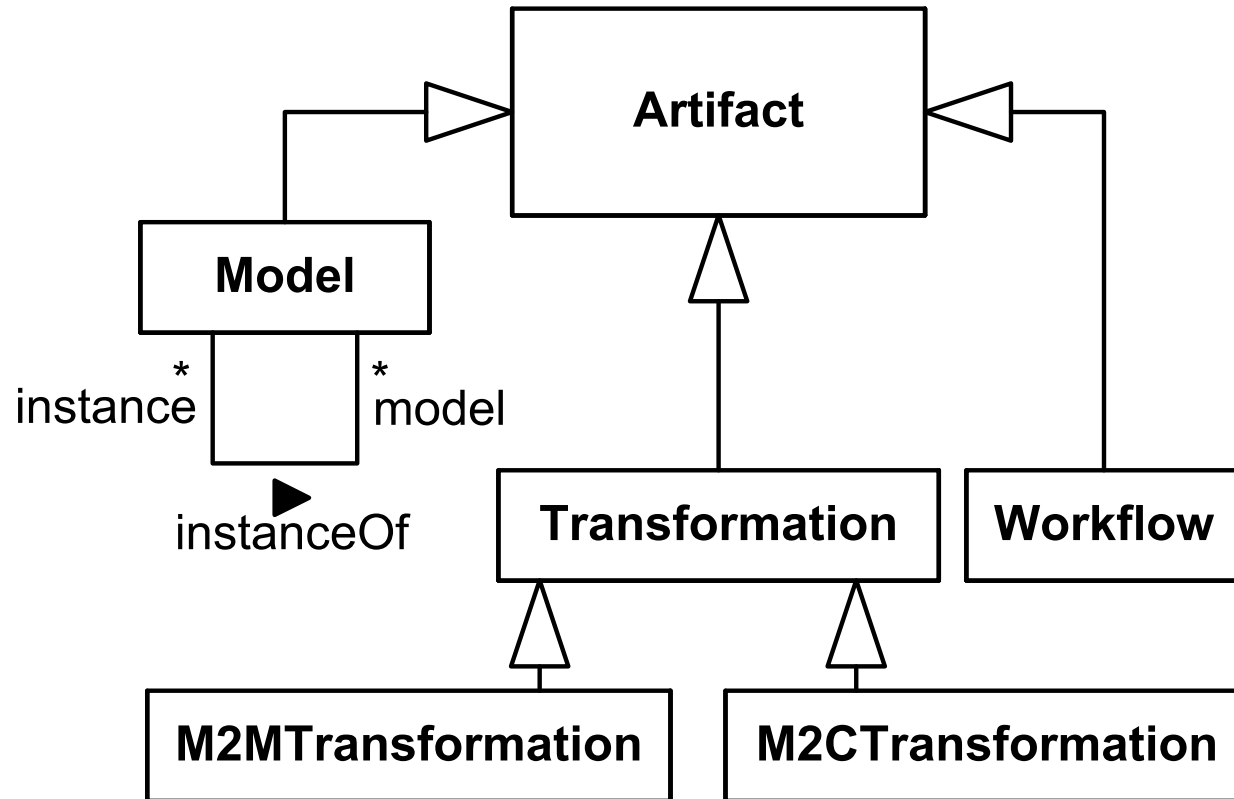 Artifact
Model
*
*
instance
model
instanceOf
Transformation
Workflow
M2MTransformation
M2CTransformation